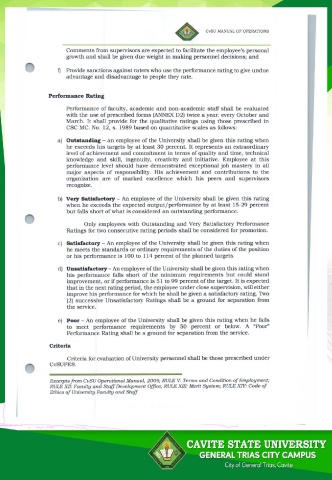 CvSU MANUAL OF OPERATIONS
Comments from supervisors are expected to facilitate the employee's personal
growth and shall be given due weight in making personnel decisions; and
f) Provide sanctions against raters who use the performance rating to give undue
advantage and disadvantage to people they rate.
Performance Rating
Performance of faculty, academic and non-academic staff shall be evaluated
with the use of prescribed forms (ANNEX D2) twice a year: every October and
March. It shall provide for the qualitative ratings using those prescribed in
CSC MC. No. 12, s. 1989 based on quantitative scales as follows:
a) Outstanding – an employee of the University shall be given this rating when
he exceeds his targets by at least 30 percent. It represents an extraordinary
level of achievement and commitment in terms of quality and time, technical
knowledge and skill, ingenuity, creativity and initiative. Employee at this
performance level should have demonstrated exceptional job mastery in all
major aspects of responsibility. His achievement and contributions to the
organization are of marked excellence which his peers and supervisors
recognize.
b) Very Satisfactory – An employee of the University shall be given this rating
when he exceeds the expected output/performance by at least 15-29 percent
but falls short of what is considered an outstanding performance.
Only employees with Outstanding and Very Satisfactory Performance
Ratings for two consecutive rating periods shall be considered for promotion.
c) Satisfactory – An employee of the University shall be given this rating when
he meets the standards or ordinary requirements of the duties of the position
or his performance is 100 to 114 percent of the planned targets.
d) Unsatisfactory – An employee of the University shall be given this rating when
his performance falls short of the minimum requirements but could stand
improvement, or if performance is 51 to 99 percent of the target. It is expected
that in the next rating period, the employee under close supervision, will either
improve his performance for which he shall be given a satisfactory rating. Two
(2) successive Unsatisfactory Ratings shall be a ground for separation from
the service.
e) Poor – An employee of the University shall be given this rating when he fails
to meet performance requirements by 50 percent or below. A "Poor"
Performance Rating shall be a ground for separation from the service.
Criteria
Criteria for evaluation of University personnel shall be those prescribed under
CvSUPES.
Excerpts from CvSU Operational Manual, 2009; RULE V: Terms and Condition of Employment;
RULE XII: Faculty and Staff Development Office; RULE XIII: Merit System; RULE XIV: Code of
Ethics of University Faculty and Staff
CAVITE STATE UNIVERSITY
GENERAL TRIAS CITY CAMPUS
City of General Trias, Cavite